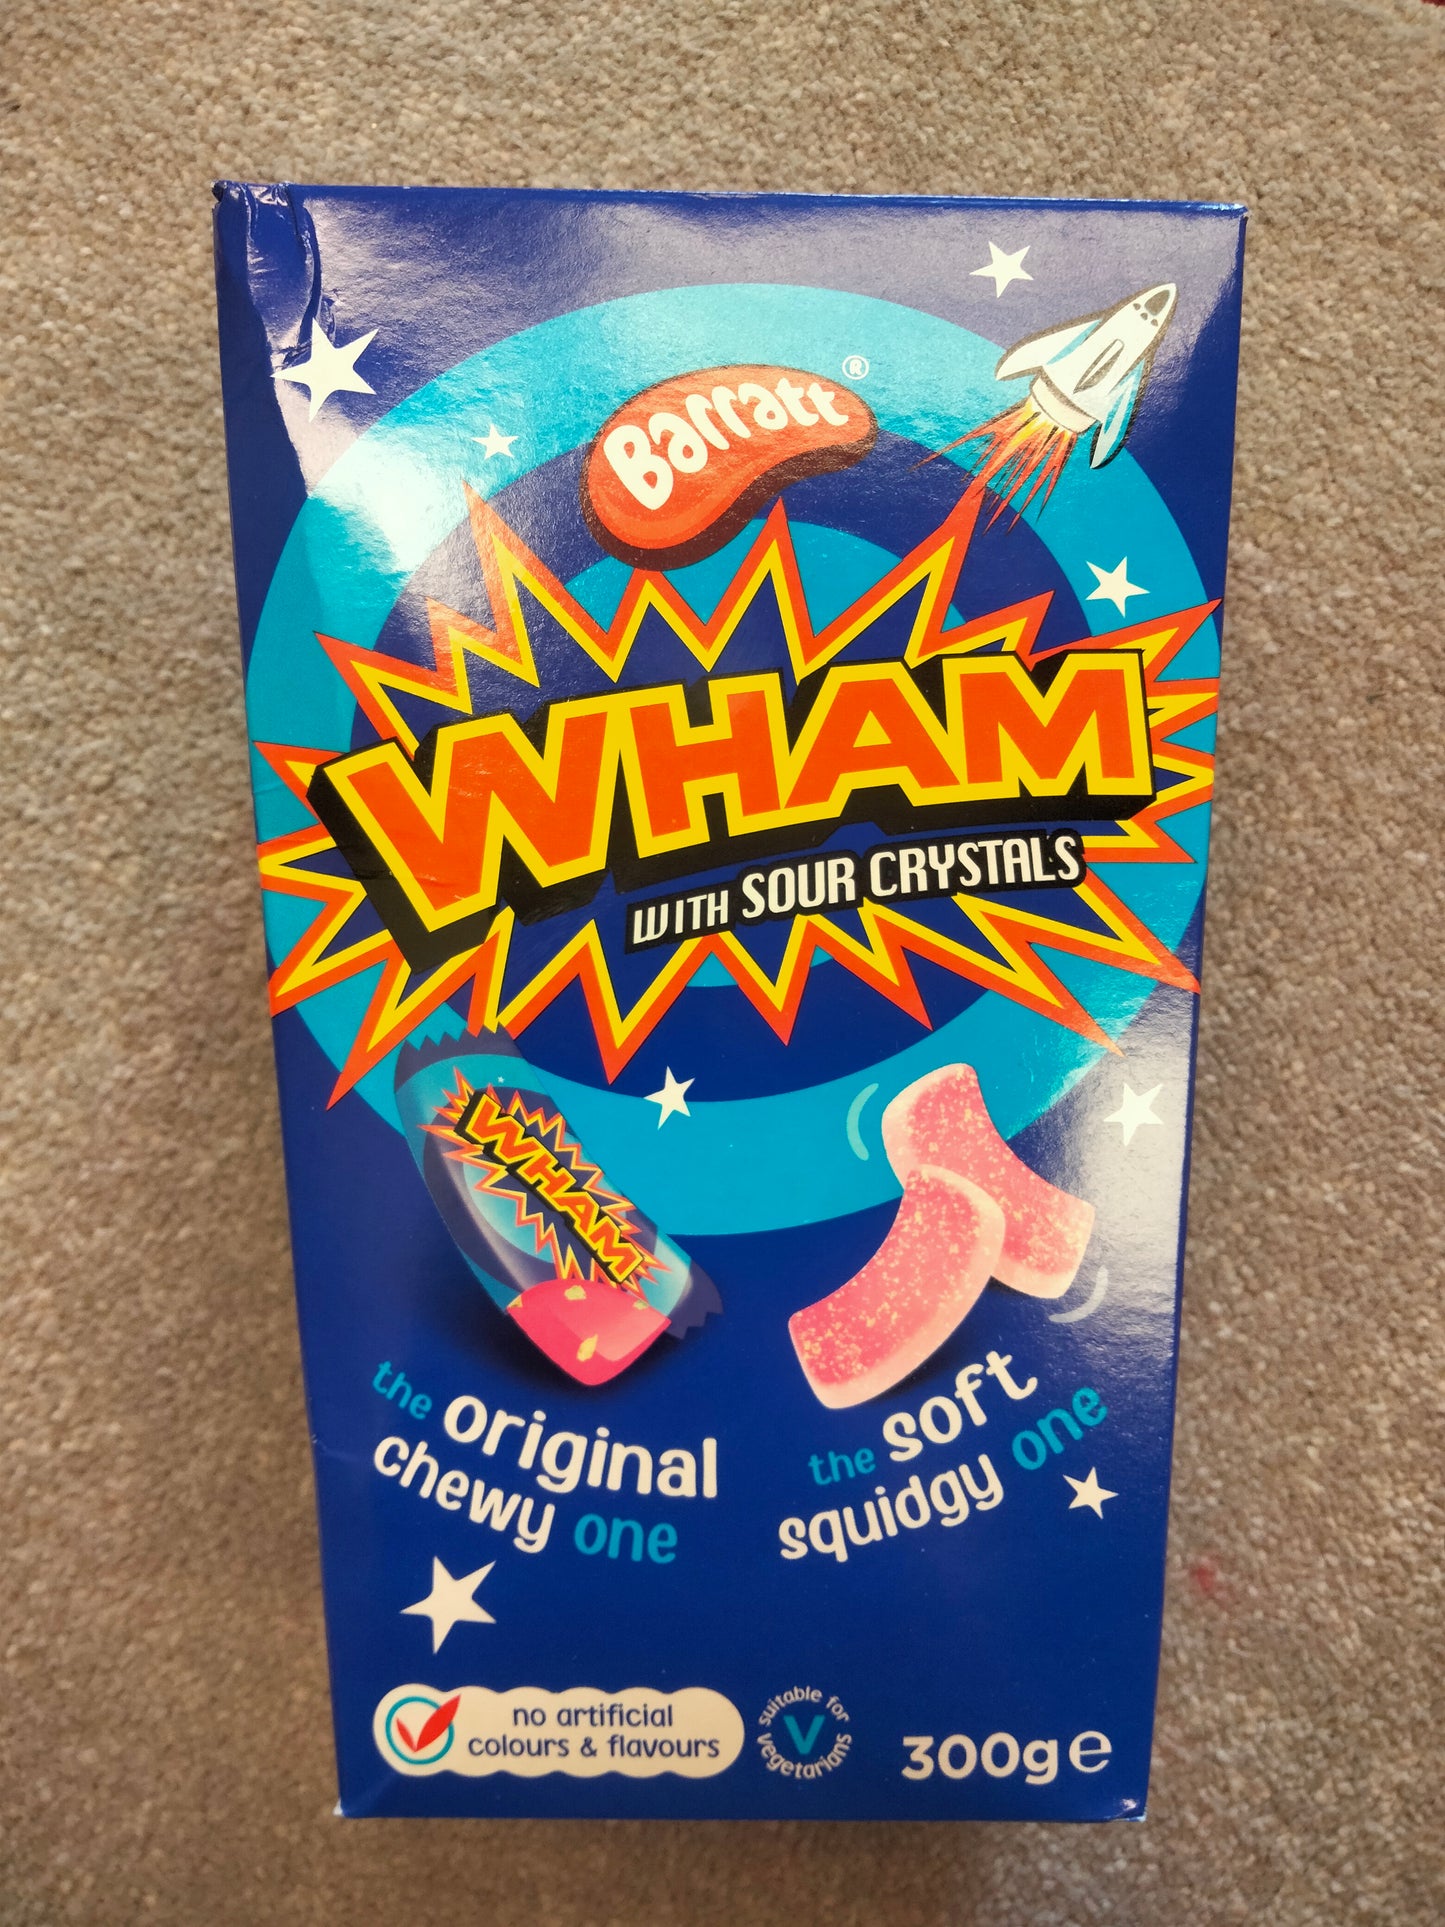 Barratt®
WHAM
WITH SOUR CRYSTALS
WHAM
the original
chewy one
the soft
squidgy one
no artificial
colours & flavours
suitable for
V
vegetarians
300g e